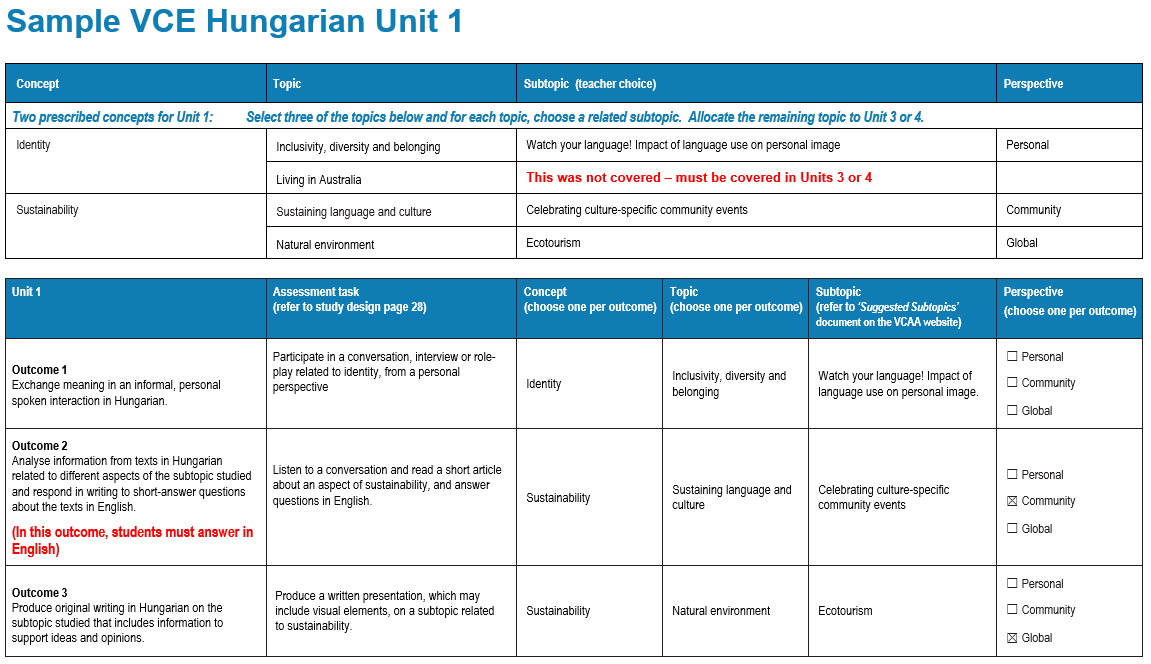 Sample VCE Hungarian Unit 1
Concept Topic Subtopic (teacher choice) Perspective
Two prescribed concepts for Unit 1: Select three of the topics below and for each topic, choose a related subtopic. Allocate the remaining topic to Unit 3 or 4.
Identity Inclusivity, diversity and belonging Watch your language! Impact of language use on personal image Personal
Living in Australia This was not covered – must be covered in Units 3 or 4
Sustainability Sustaining language and culture Celebrating culture-specific community events Community
Natural environment Ecotourism Global
Unit 1
Assessment task
(refer to study design page 28)
Concept
(choose one per outcome)
Topic
(choose one per outcome)
Subtopic
(refer to ‘Suggested Subtopics’
document on the VCAA website)
Perspective
(choose one per outcome)
Outcome 1
Exchange meaning in an informal, personal
spoken interaction in Hungarian.
Participate in a conversation, interview or role-
play related to identity, from a personal
perspective
Identity
Inclusivity, diversity and
belonging
Watch your language! Impact of
language use on personal image.
☐ Personal
☐ Community
☐ Global
Outcome 2
Analyse information from texts in Hungarian
related to different aspects of the subtopic studied
and respond in writing to short-answer questions
about the texts in English.
(In this outcome, students must answer in
English)
Listen to a conversation and read a short article
about an aspect of sustainability, and answer
questions in English.
Sustainability
Sustaining language and
culture
Celebrating culture-specific
community events
☐ Personal
☒ Community
☐ Global
Outcome 3
Produce original writing in Hungarian on the
subtopic studied that includes information to
support ideas and opinions.
Produce a written presentation, which may
include visual elements, on a subtopic related
to sustainability.
Sustainability
Natural environment
Ecotourism
☐ Personal
☐ Community
☒ Global